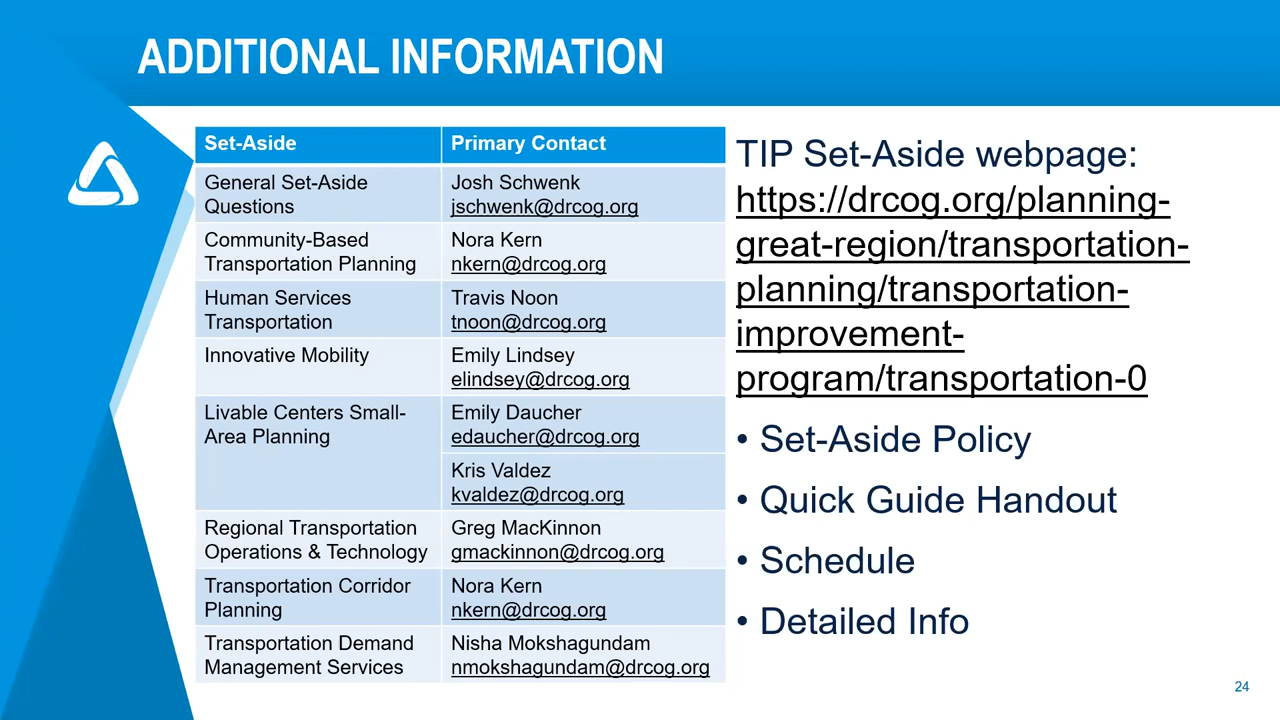 ADDITIONAL INFORMATION
Set-Aside
Primary Contact
General Set-Aside
Questions
Josh Schwenk
jschwenk@drcog.org
Community-Based
Transportation Planning
Nora Kern
nkern@drcog.org
Human Services
Transportation
Travis Noon
tnoon@drcog.org
Innovative Mobility
Emily Lindsey
elindsey@drcog.org
Livable Centers Small-
Area Planning
Emily Daucher
edaucher@drcog.org
Kris Valdez
kvaldez@drcog.org
Regional Transportation
Operations & Technology
Greg MacKinnon
gmackinnon@drcog.org
Transportation Corridor
Planning
Nora Kern
nkern@drcog.org
Transportation Demand
Management Services
Nisha Mokshagundam
nmokshagundam@drcog.org
TIP Set-Aside webpage:
https://drcog.org/planning-
great-region/transportation-
planning/transportation-
improvement-
program/transportation-0
• Set-Aside Policy
• Quick Guide Handout
• Schedule
• Detailed Info
24